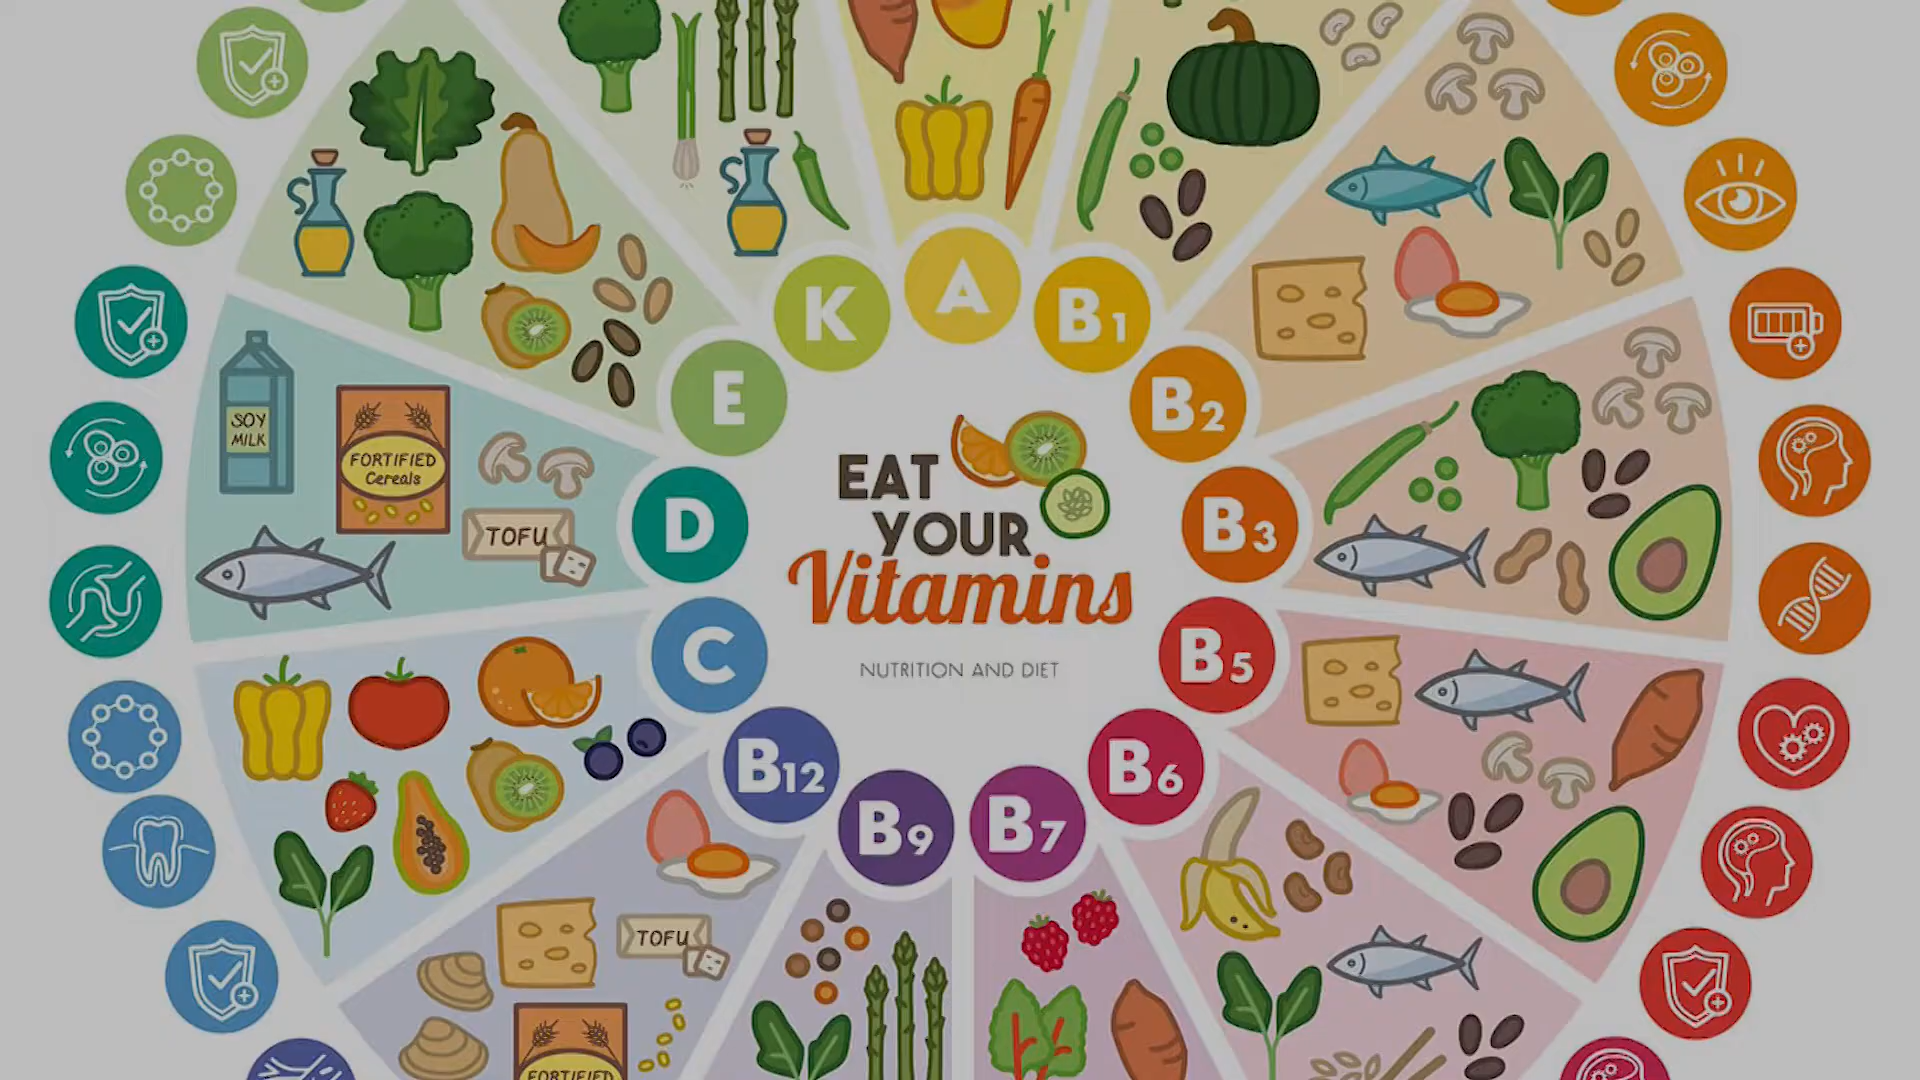 K
A
B1
E
B2
SOY
MILK
FORTIFIED
Cereals
TOFU
D
EAT
YOUR
Vitamins
NUTRITION AND DIET
B3
C
B5
B12
B9
B7
B6
TOFU
FORTIFIED